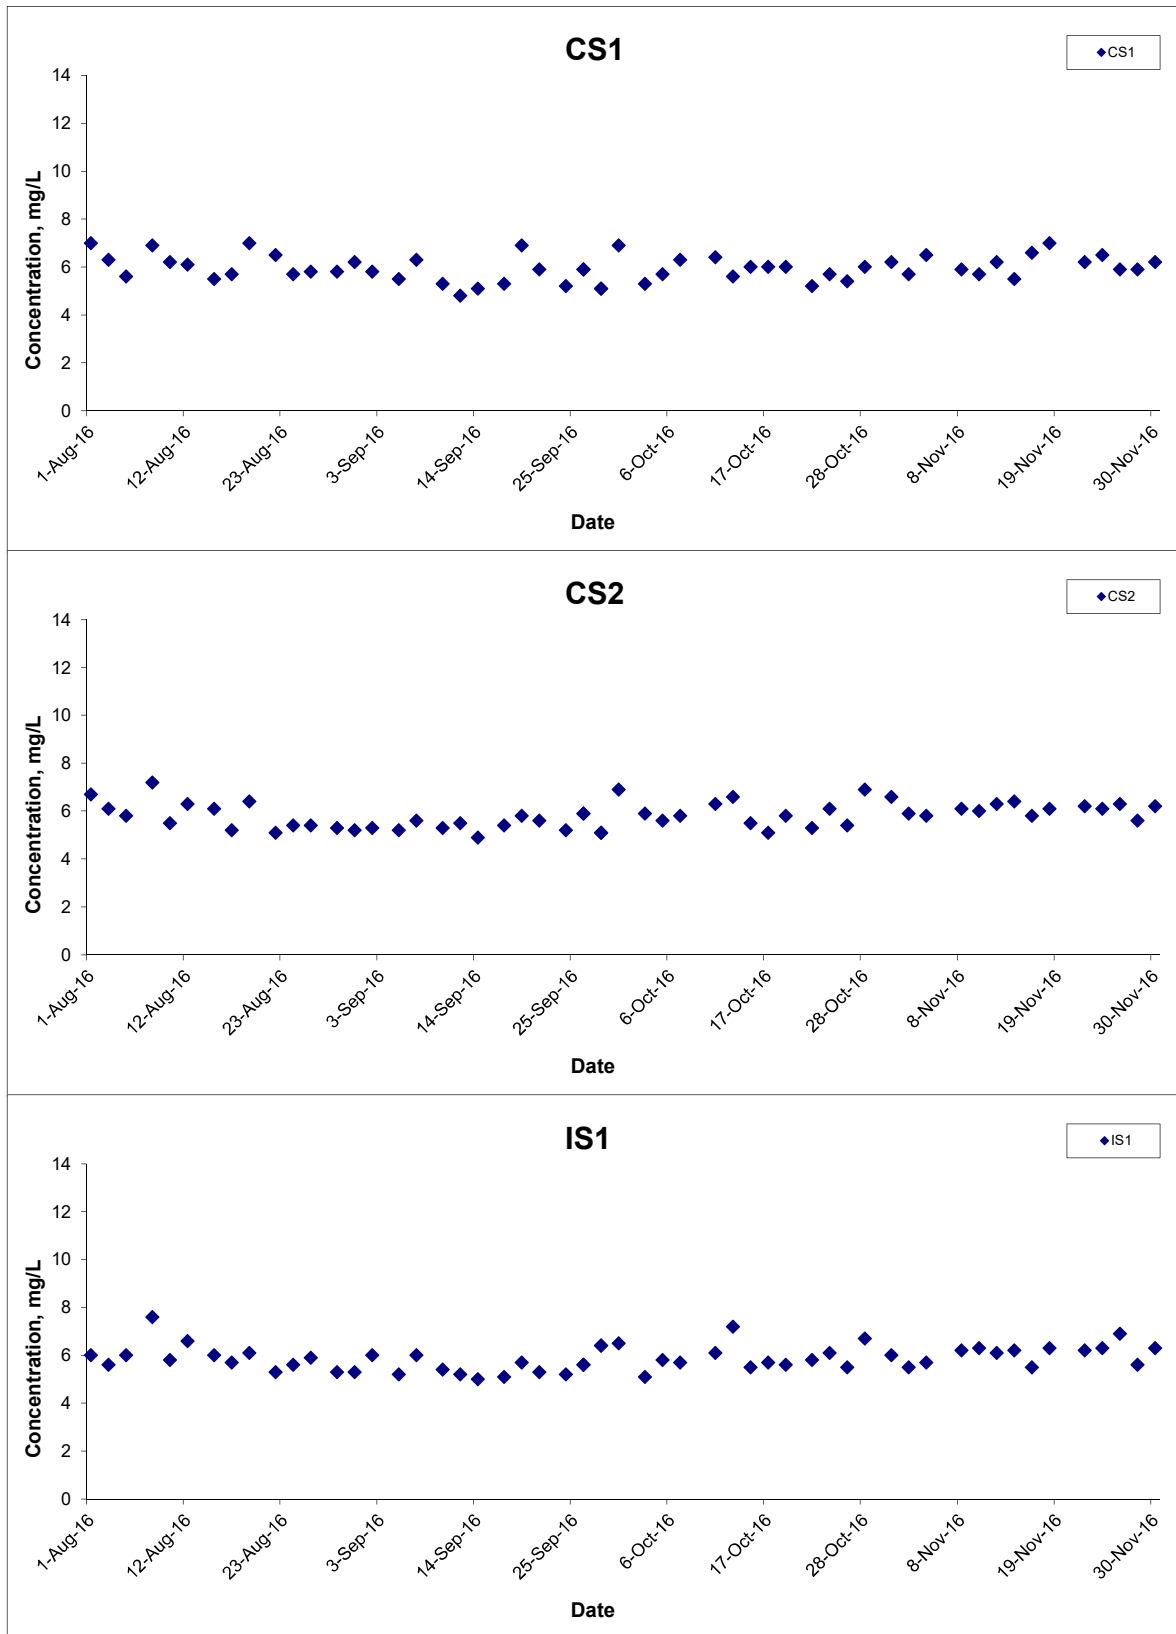 CS1
CS1
14
12
10
8
6
4
2
0
Concentration, mg/L
1-Aug-16
12-Aug-16
23-Aug-16
3-Sep-16
14-Sep-16
25-Sep-16
6-Oct-16
17-Oct-16
28-Oct-16
8-Nov-16
19-Nov-16
30-Nov-16
Date
CS2
CS2
14
12
10
8
6
4
2
0
Concentration, mg/L
1-Aug-16
12-Aug-16
23-Aug-16
3-Sep-16
14-Sep-16
25-Sep-16
6-Oct-16
17-Oct-16
28-Oct-16
8-Nov-16
19-Nov-16
30-Nov-16
Date
IS1
IS1
14
12
10
8
6
4
2
0
Concentration, mg/L
1-Aug-16
12-Aug-16
23-Aug-16
3-Sep-16
14-Sep-16
25-Sep-16
6-Oct-16
17-Oct-16
28-Oct-16
8-Nov-16
19-Nov-16
30-Nov-16
Date